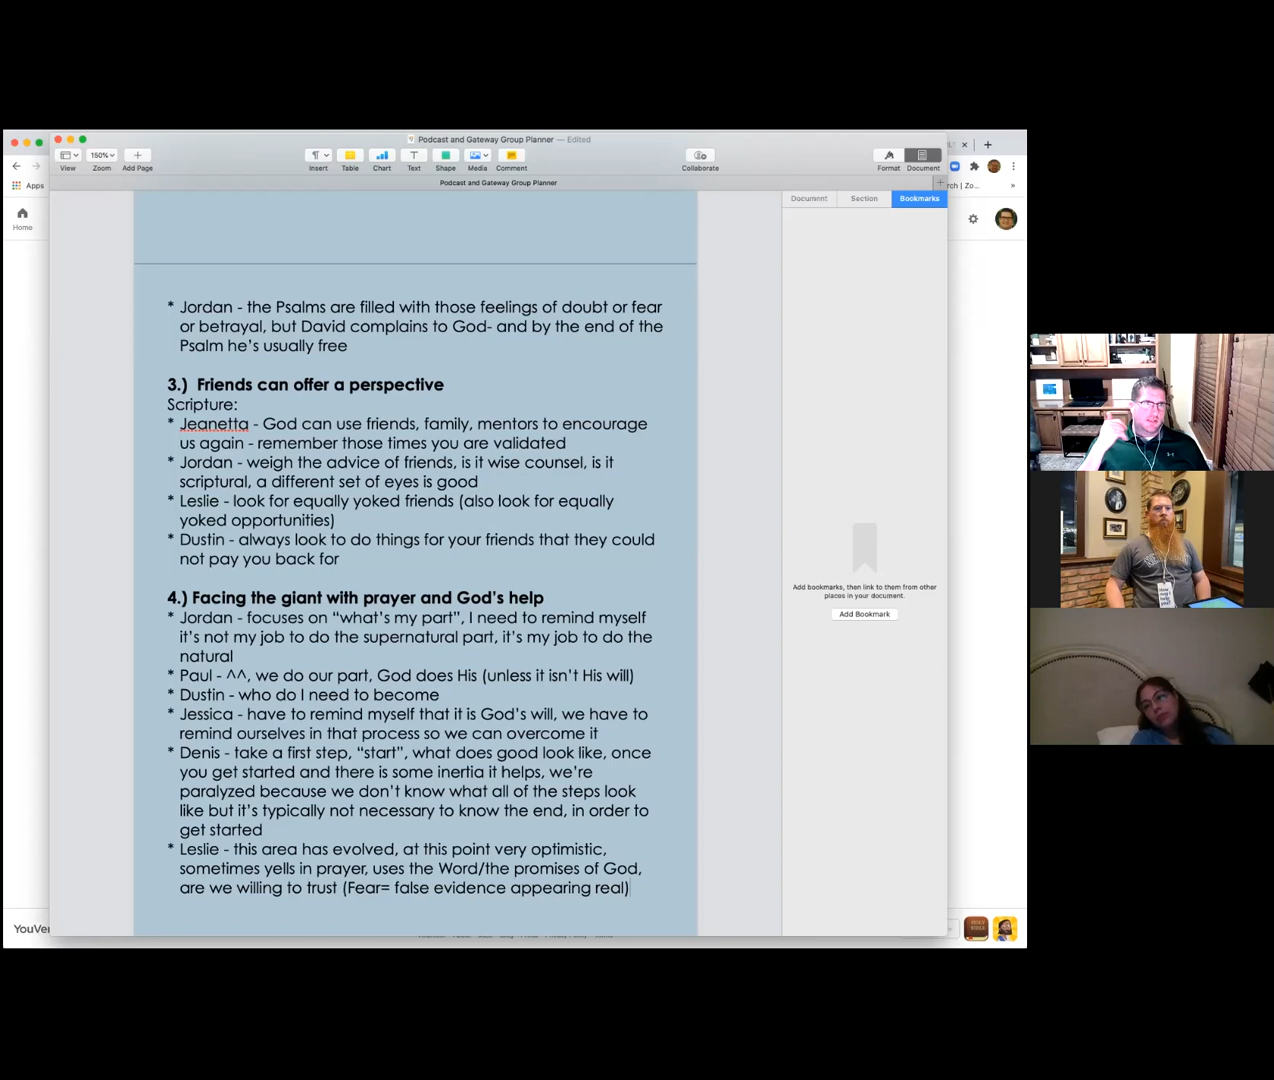 Podcast and Gateway Group Planner — Edited
150%
View
Zoom
Add Page
Insert
Table
Chart
Text
Shape
Media
Comment
Collaborate
Format
Document
Apps
Podcast and Gateway Group Planner
rch | Zo...
»
Home
Document
Section
Bookmarks
* Jordan - the Psalms are filled with those feelings of doubt or fear
or betrayal, but David complains to God- and by the end of the
Psalm he’s usually free
3.) Friends can offer a perspective
Scripture:
* Jeanetta - God can use friends, family, mentors to encourage
us again - remember those times you are validated
* Jordan - weigh the advice of friends, is it wise counsel, is it
scriptural, a different set of eyes is good
* Leslie - look for equally yoked friends (also look for equally
yoked opportunities)
* Dustin - always look to do things for your friends that they could
not pay you back for
4.) Facing the giant with prayer and God’s help
* Jordan - focuses on “what’s my part”, I need to remind myself
it’s not my job to do the supernatural part, it’s my job to do the
natural
* Paul - ^^, we do our part, God does His (unless it isn’t His will)
* Dustin - who do I need to become
* Jessica - have to remind myself that it is God’s will, we have to
remind ourselves in that process so we can overcome it
* Denis - take a first step, “start”, what does good look like, once
you get started and there is some inertia it helps, we’re
paralyzed because we don’t know what all of the steps look
like but it’s typically not necessary to know the end, in order to
get started
* Leslie - this area has evolved, at this point very optimistic,
sometimes yells in prayer, uses the Word/the promises of God,
are we willing to trust (Fear= false evidence appearing real)
Add bookmarks, then link to them from other
places in your document.
Add Bookmark
YouVer
HOLY
BIBLE